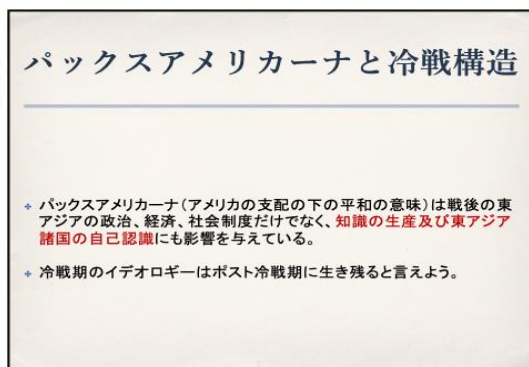 パックスアメリカーナと冷戦構造
パックスアメリカーナ（アメリカの支配の下の平和の意味）は戦後の東
アジアの政治、経済、社会制度だけでなく、知識の生産及び東アジア
諸国の自己認識にも影響を与えている。
冷戦期のイデオロギーはポスト冷戦期に生き残ると言えよう。